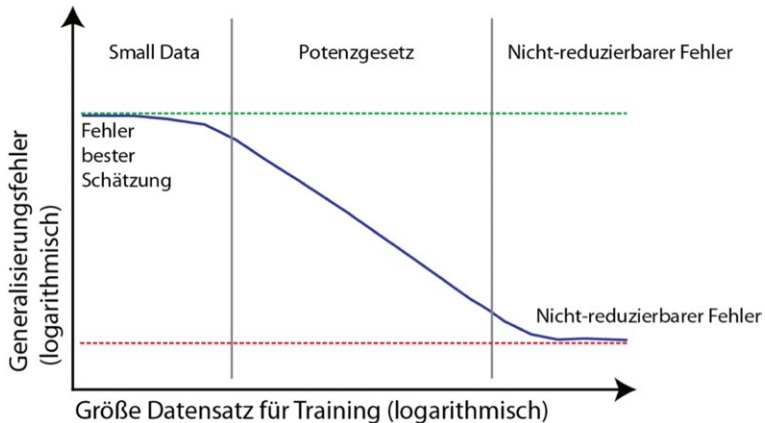 Small Data
Potenzgesetz
Nicht-reduzierbarer Fehler
Fehler
bester
Schätzung
Generalisierungsfehler
(logarithmisch)
Nicht-reduzierbarer Fehler
Größe Datensatz für Training (logarithmisch)